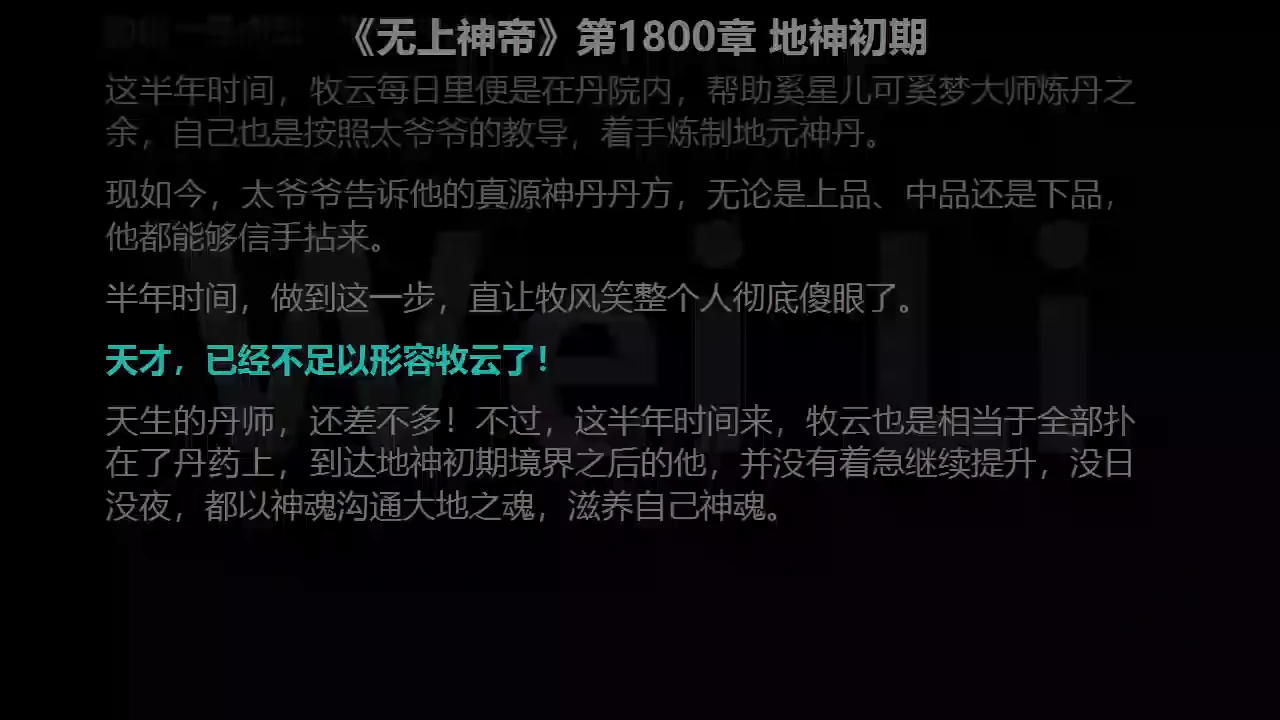 《无上神帝》第1800章 地神初期
这半年时间，牧云每日里便是在丹院内，帮助奚星儿可奚梦大师炼丹之
余，自己也是按照太爷爷的教导，着手炼制地元神丹。
现如今，太爷爷告诉他的真源神丹丹方，无论是上品、中品还是下品，
他都能够信手拈来。
半年时间，做到这一步，直让牧风笑整个人彻底傻眼了。
天才，已经不足以形容牧云了！
天生的丹师，还差不多！不过，这半年时间来，牧云也是相当于全部扑
在了丹药上，到达地神初期境界之后的他，并没有着急继续提升，没日
没夜，都以神魂沟通大地之魂，滋养自己神魂。
Weili